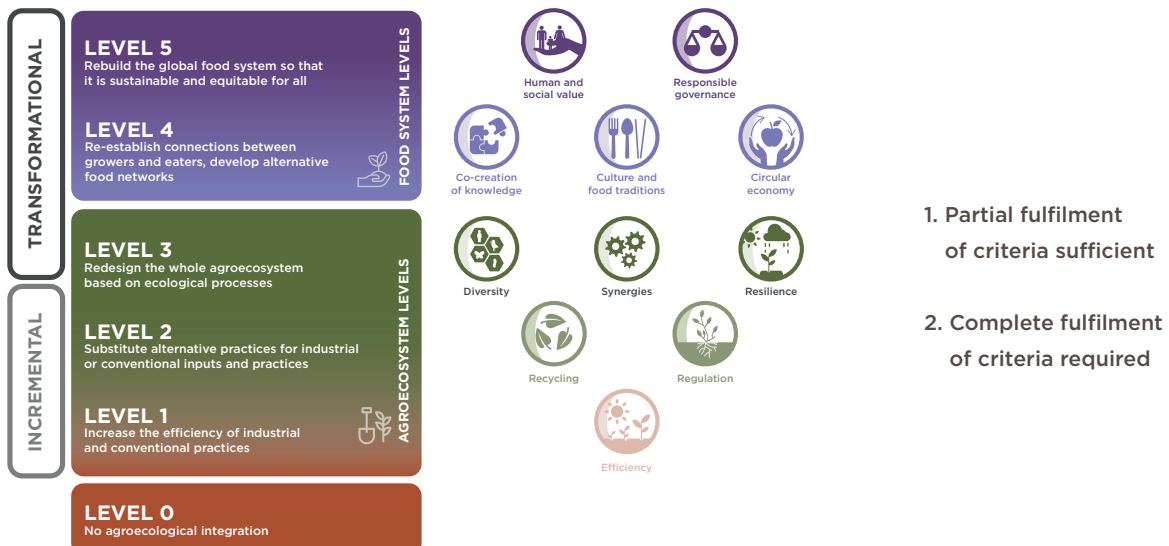 TRANSFORMATIONAL
INCREMENTAL
LEVEL 5
Rebuild the global food system so that
it is sustainable and equitable for all
LEVEL 4
Re-establish connections between
growers and eaters, develop alternative
food networks
FOOD SYSTEM LEVELS
LEVEL 3
Redesign the whole agroecosystem
based on ecological processes
LEVEL 2
Substitute alternative practices for industrial
or conventional inputs and practices
LEVEL 1
Increase the efficiency of industrial
and conventional practices
AGROECOSYSTEM LEVELS
LEVEL 0
No agroecological integration
Human and
social value
Responsible
governance
Co-creation
of knowledge
Culture and
food traditions
Circular
economy
Diversity
Synergies
Resilience
Recycling
Regulation
Efficiency
1. Partial fulfilment
of criteria sufficient
2. Complete fulfilment
of criteria required